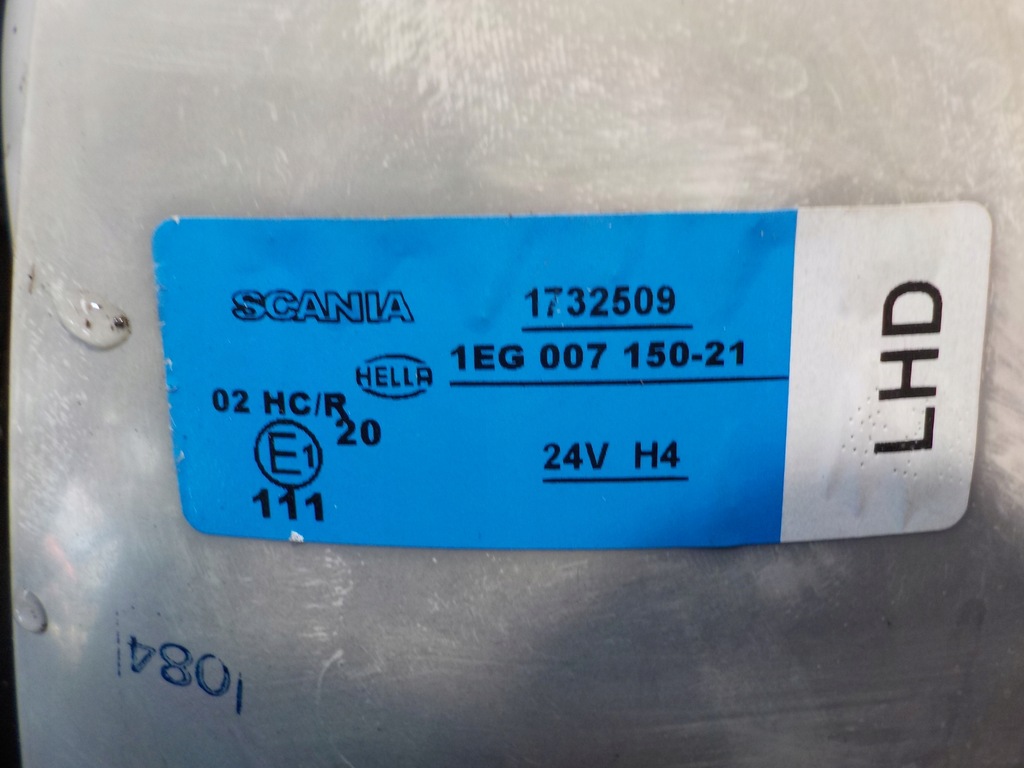 SCANIA
1732509
HELLA
1EG 007 150-21
02 HC/R
20
E1
111
24V H4
LHD
1084